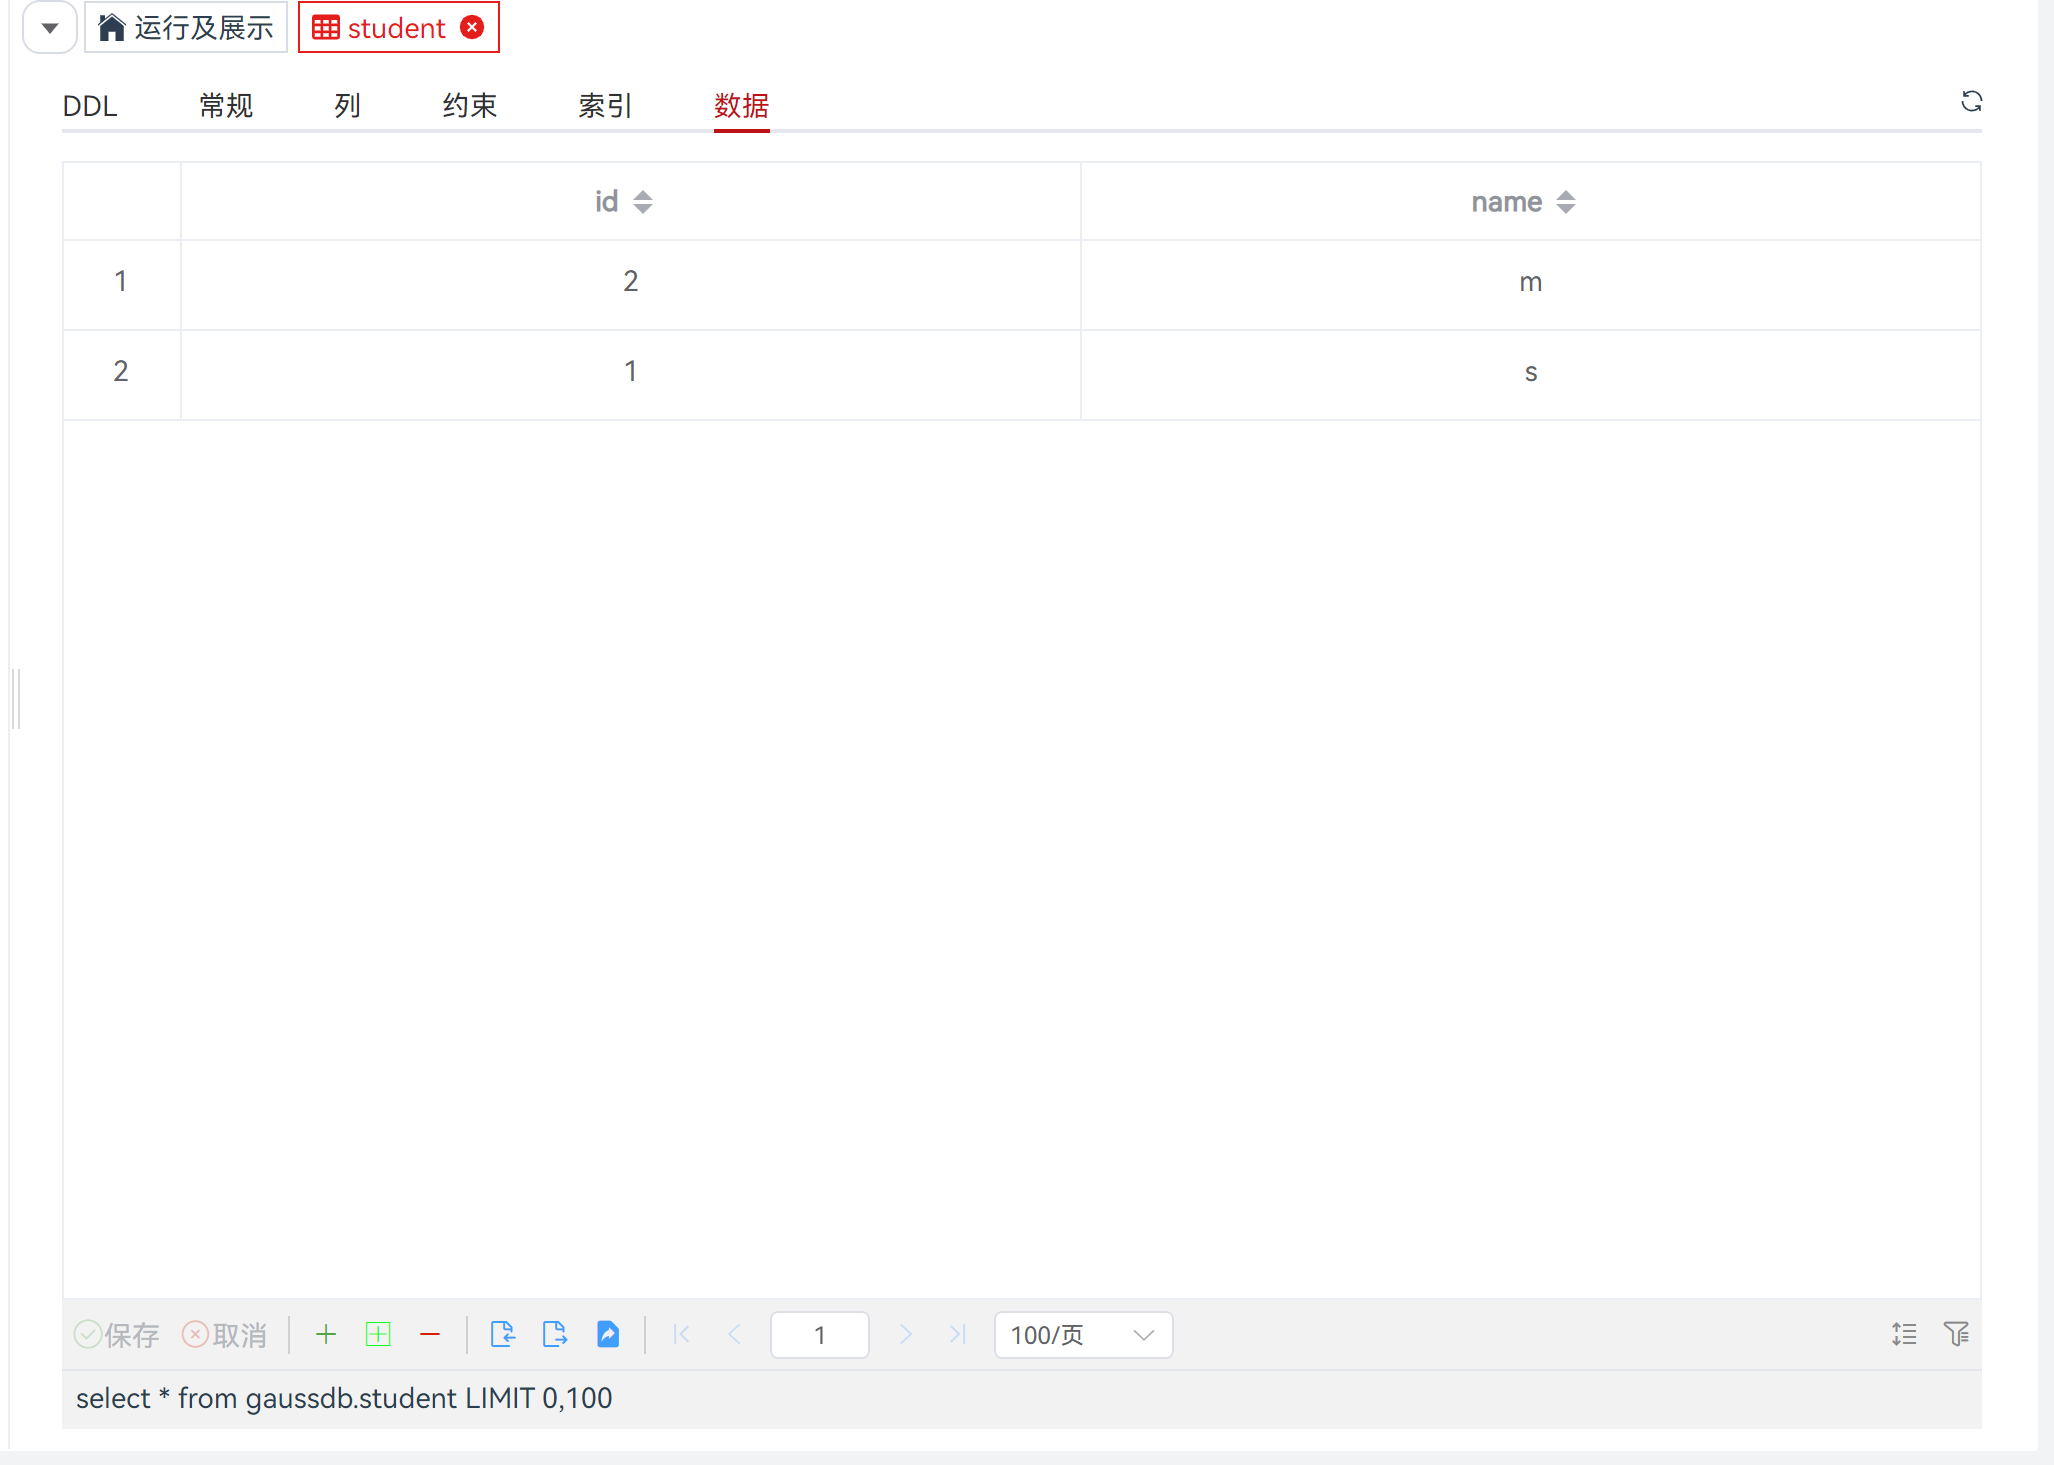 运行及展示 student
DDL 常规 列 约束 索引 数据
id name
1 2 m
2 1 s
保存 取消 1 100/页
select * from gaussdb.student LIMIT 0,100